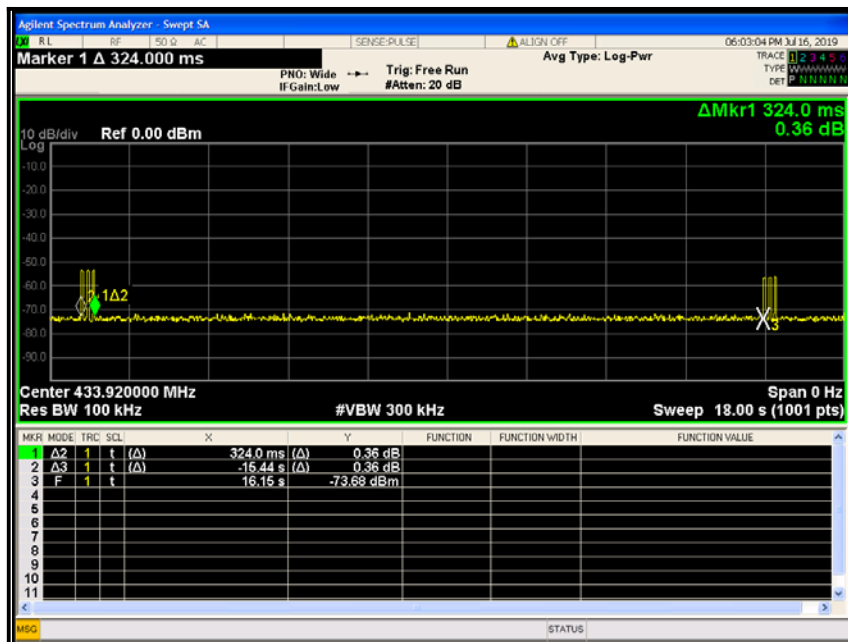 Agilent Spectrum Analyzer - Swept SA
RL RF 50 Ω AC SENSE:PULSE ALIGN OFF 06:03:04 PM Jul 16, 2019
Marker 1 Δ 324.000 ms
Avg Type: Log-Pwr
TRACE 1 2 3 4 5 6
TYPE WWWWWW
DET P N N N N N
PNO: Wide Trig: Free Run
IFGain:Low #Atten: 20 dB
ΔMkr1 324.0 ms
0.36 dB
10 dB/div Ref 0.00 dBm
Log
-10.0
-20.0
-30.0
-40.0
-50.0
-60.0
-70.0
-80.0
-90.0
2 1Δ2
3
Center 433.920000 MHz Span 0 Hz
Res BW 100 kHz #VBW 300 kHz Sweep 18.00 s (1001 pts)
MKR MODE TRC SCL X Y FUNCTION FUNCTION WIDTH FUNCTION VALUE
1 Δ2 1 t (Δ) 324.0 ms (Δ) 0.36 dB
2 Δ3 1 t (Δ) -15.44 s (Δ) 0.36 dB
3 F 1 t 16.15 s -73.68 dBm
4
5
6
7
8
9
10
11
MSG STATUS